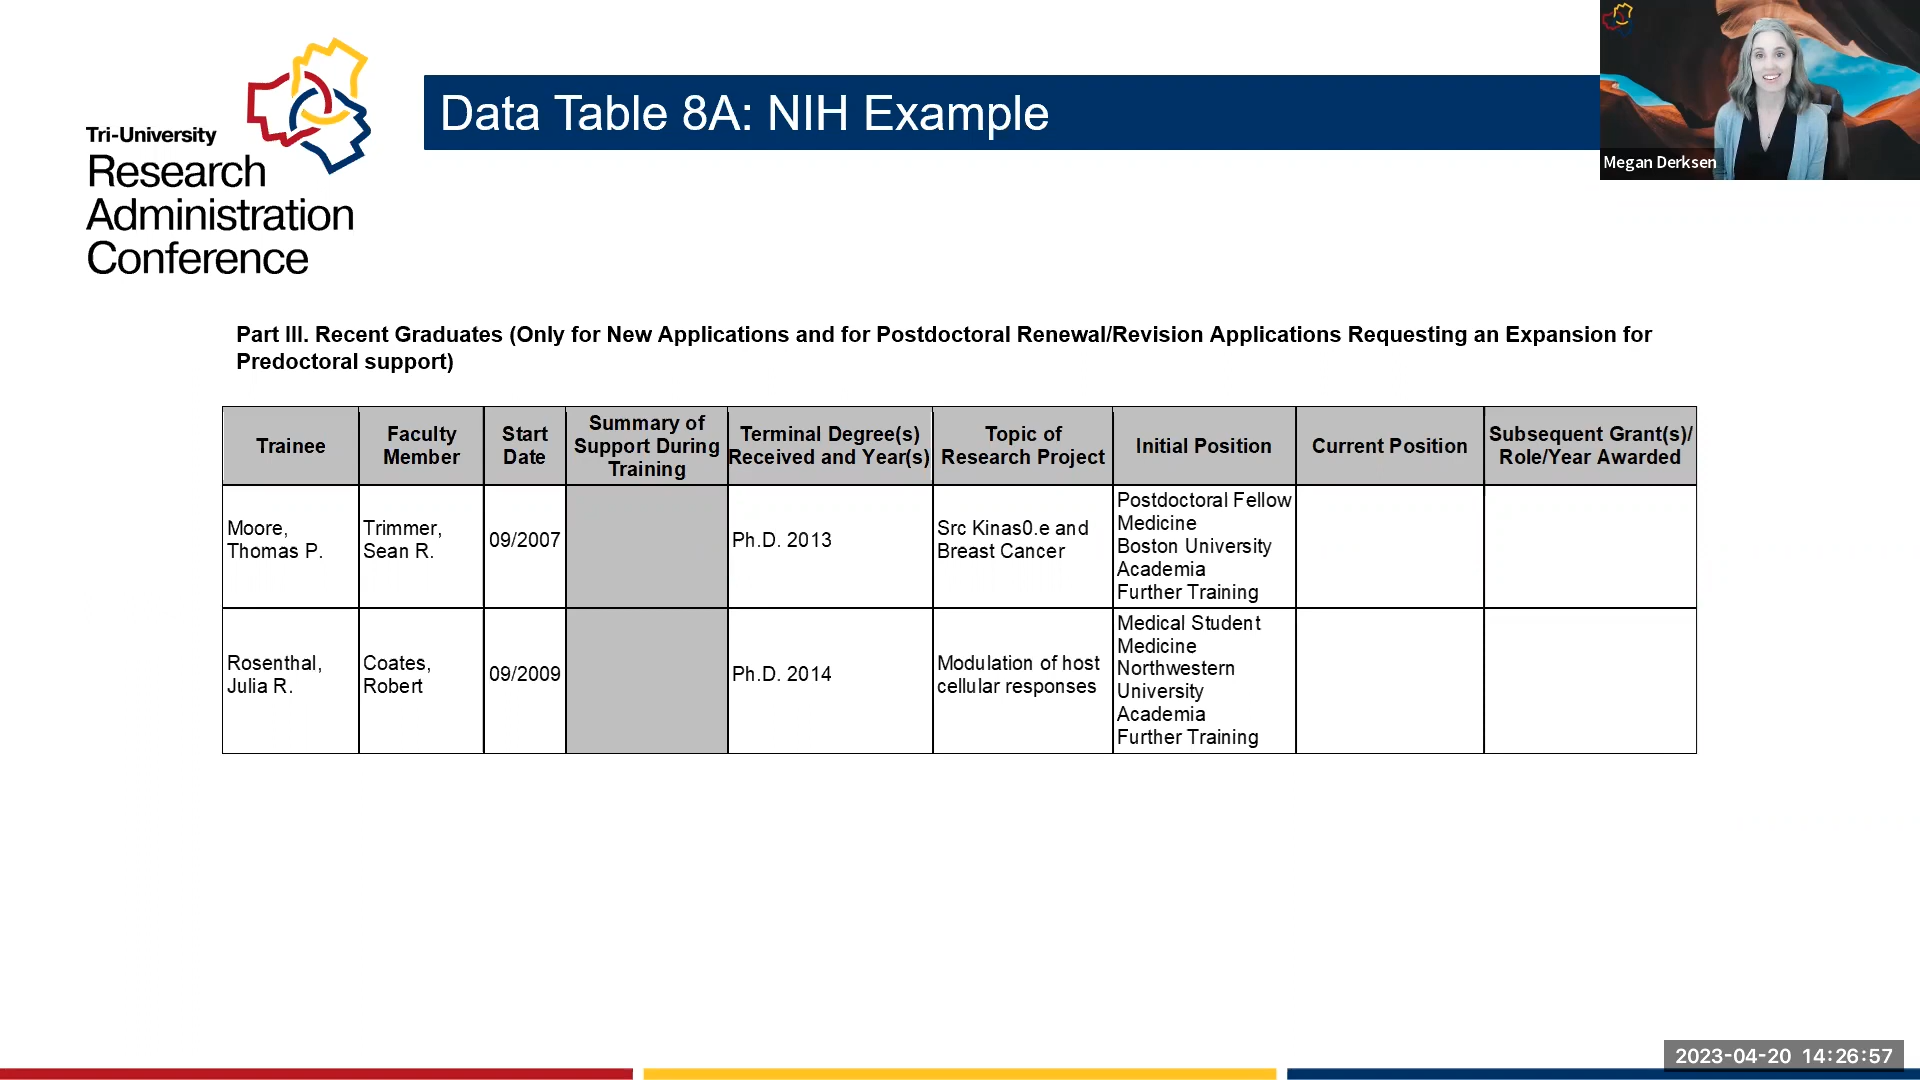 Tri-University
Research
Administration
Conference
Data Table 8A: NIH Example
Megan Derksen
Part III. Recent Graduates (Only for New Applications and for Postdoctoral Renewal/Revision Applications Requesting an Expansion for
Predoctoral support)
Trainee
Faculty
Member
Start
Date
Summary of
Support During
Training
Terminal Degree(s)
Received and Year(s)
Topic of
Research Project
Initial Position
Current Position
Subsequent Grant(s)/
Role/Year Awarded
Moore,
Thomas P.
Trimmer,
Sean R.
09/2007
Ph.D. 2013
Src Kinas0.e and
Breast Cancer
Postdoctoral Fellow
Medicine
Boston University
Academia
Further Training
Rosenthal,
Julia R.
Coates,
Robert
09/2009
Ph.D. 2014
Modulation of host
cellular responses
Medical Student
Medicine
Northwestern
University
Academia
Further Training
2023-04-20 14:26:57